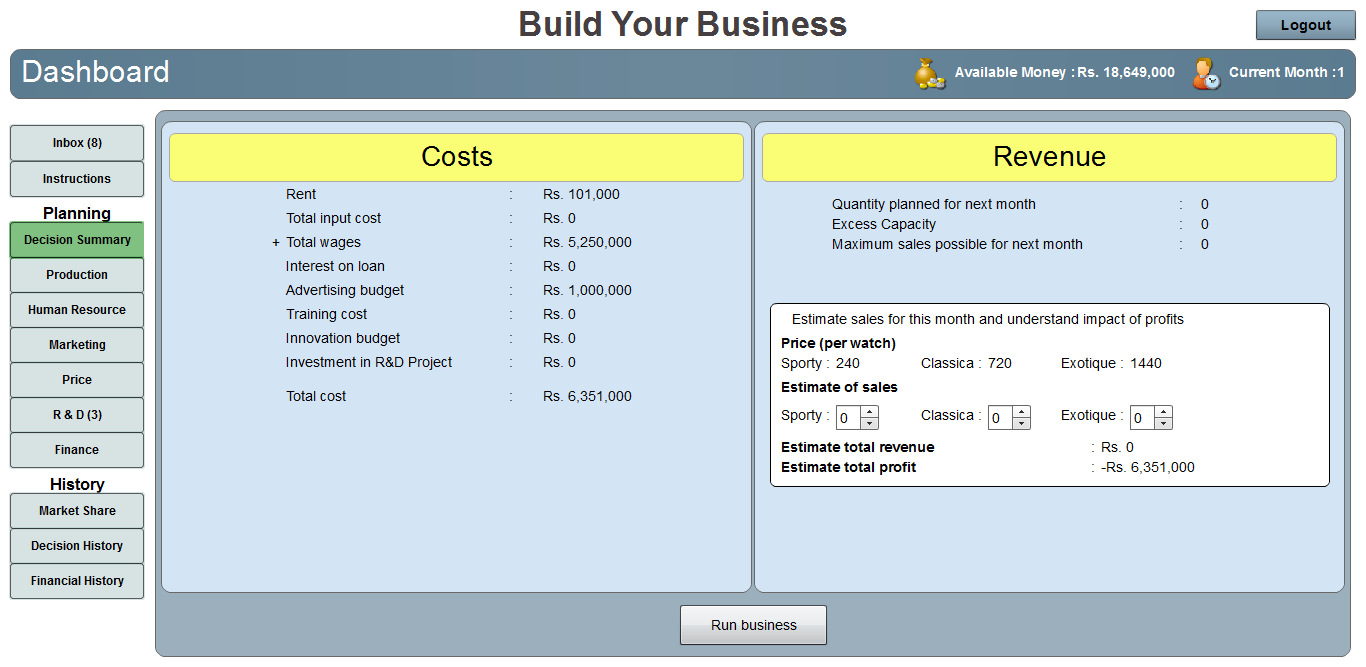 Build Your Business
Logout
Dashboard
Available Money :Rs. 18,649,000
Current Month :1
Inbox (8)
Instructions
Planning
Decision Summary
Production
Human Resource
Marketing
Price
R & D (3)
Finance
History
Market Share
Decision History
Financial History
Costs
Rent : Rs. 101,000
Total input cost : Rs. 0
+ Total wages : Rs. 5,250,000
Interest on loan : Rs. 0
Advertising budget : Rs. 1,000,000
Training cost : Rs. 0
Innovation budget : Rs. 0
Investment in R&D Project : Rs. 0
Total cost : Rs. 6,351,000
Revenue
Quantity planned for next month : 0
Excess Capacity : 0
Maximum sales possible for next month : 0
Estimate sales for this month and understand impact of profits
Price (per watch)
Sporty : 240 Classica : 720 Exotique : 1440
Estimate of sales
Sporty : 0 Classica : 0 Exotique : 0
Estimate total revenue : Rs. 0
Estimate total profit : -Rs. 6,351,000
Run business